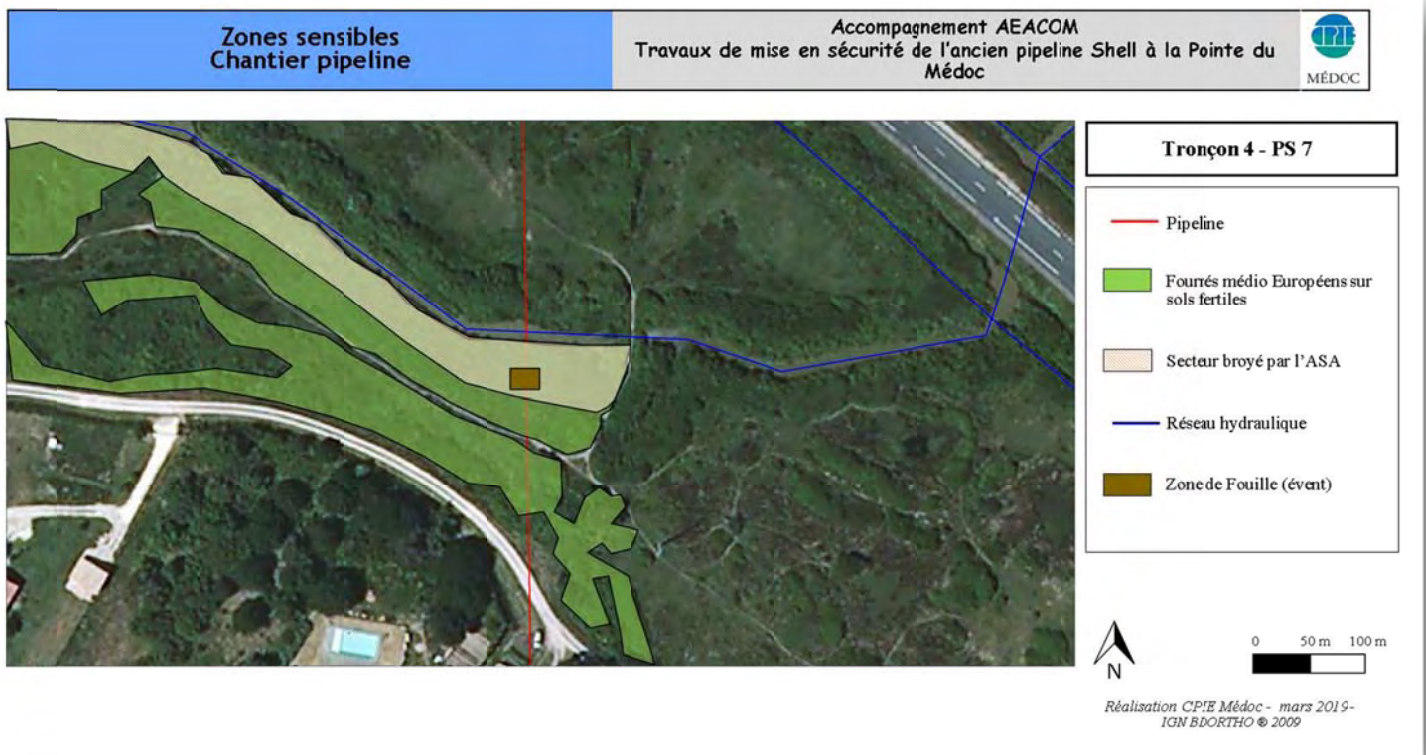 Zones sensibles
Chantier pipeline
Accompagnement AEACOM
Travaux de mise en sécurité de l'ancien pipeline Shell à la Pointe du
Médoc
CPIE
MÉDOC
Tronçon 4 - PS 7
Pipeline
Fourrés médio Européens sur
sols fertiles
Secteur broyé par l'ASA
Réseau hydraulique
Zone de Fouille (évent)
N
0 50 m 100 m
Réalisation CPIE Médoc - mars 2019-
IGN BDORTHO ® 2009